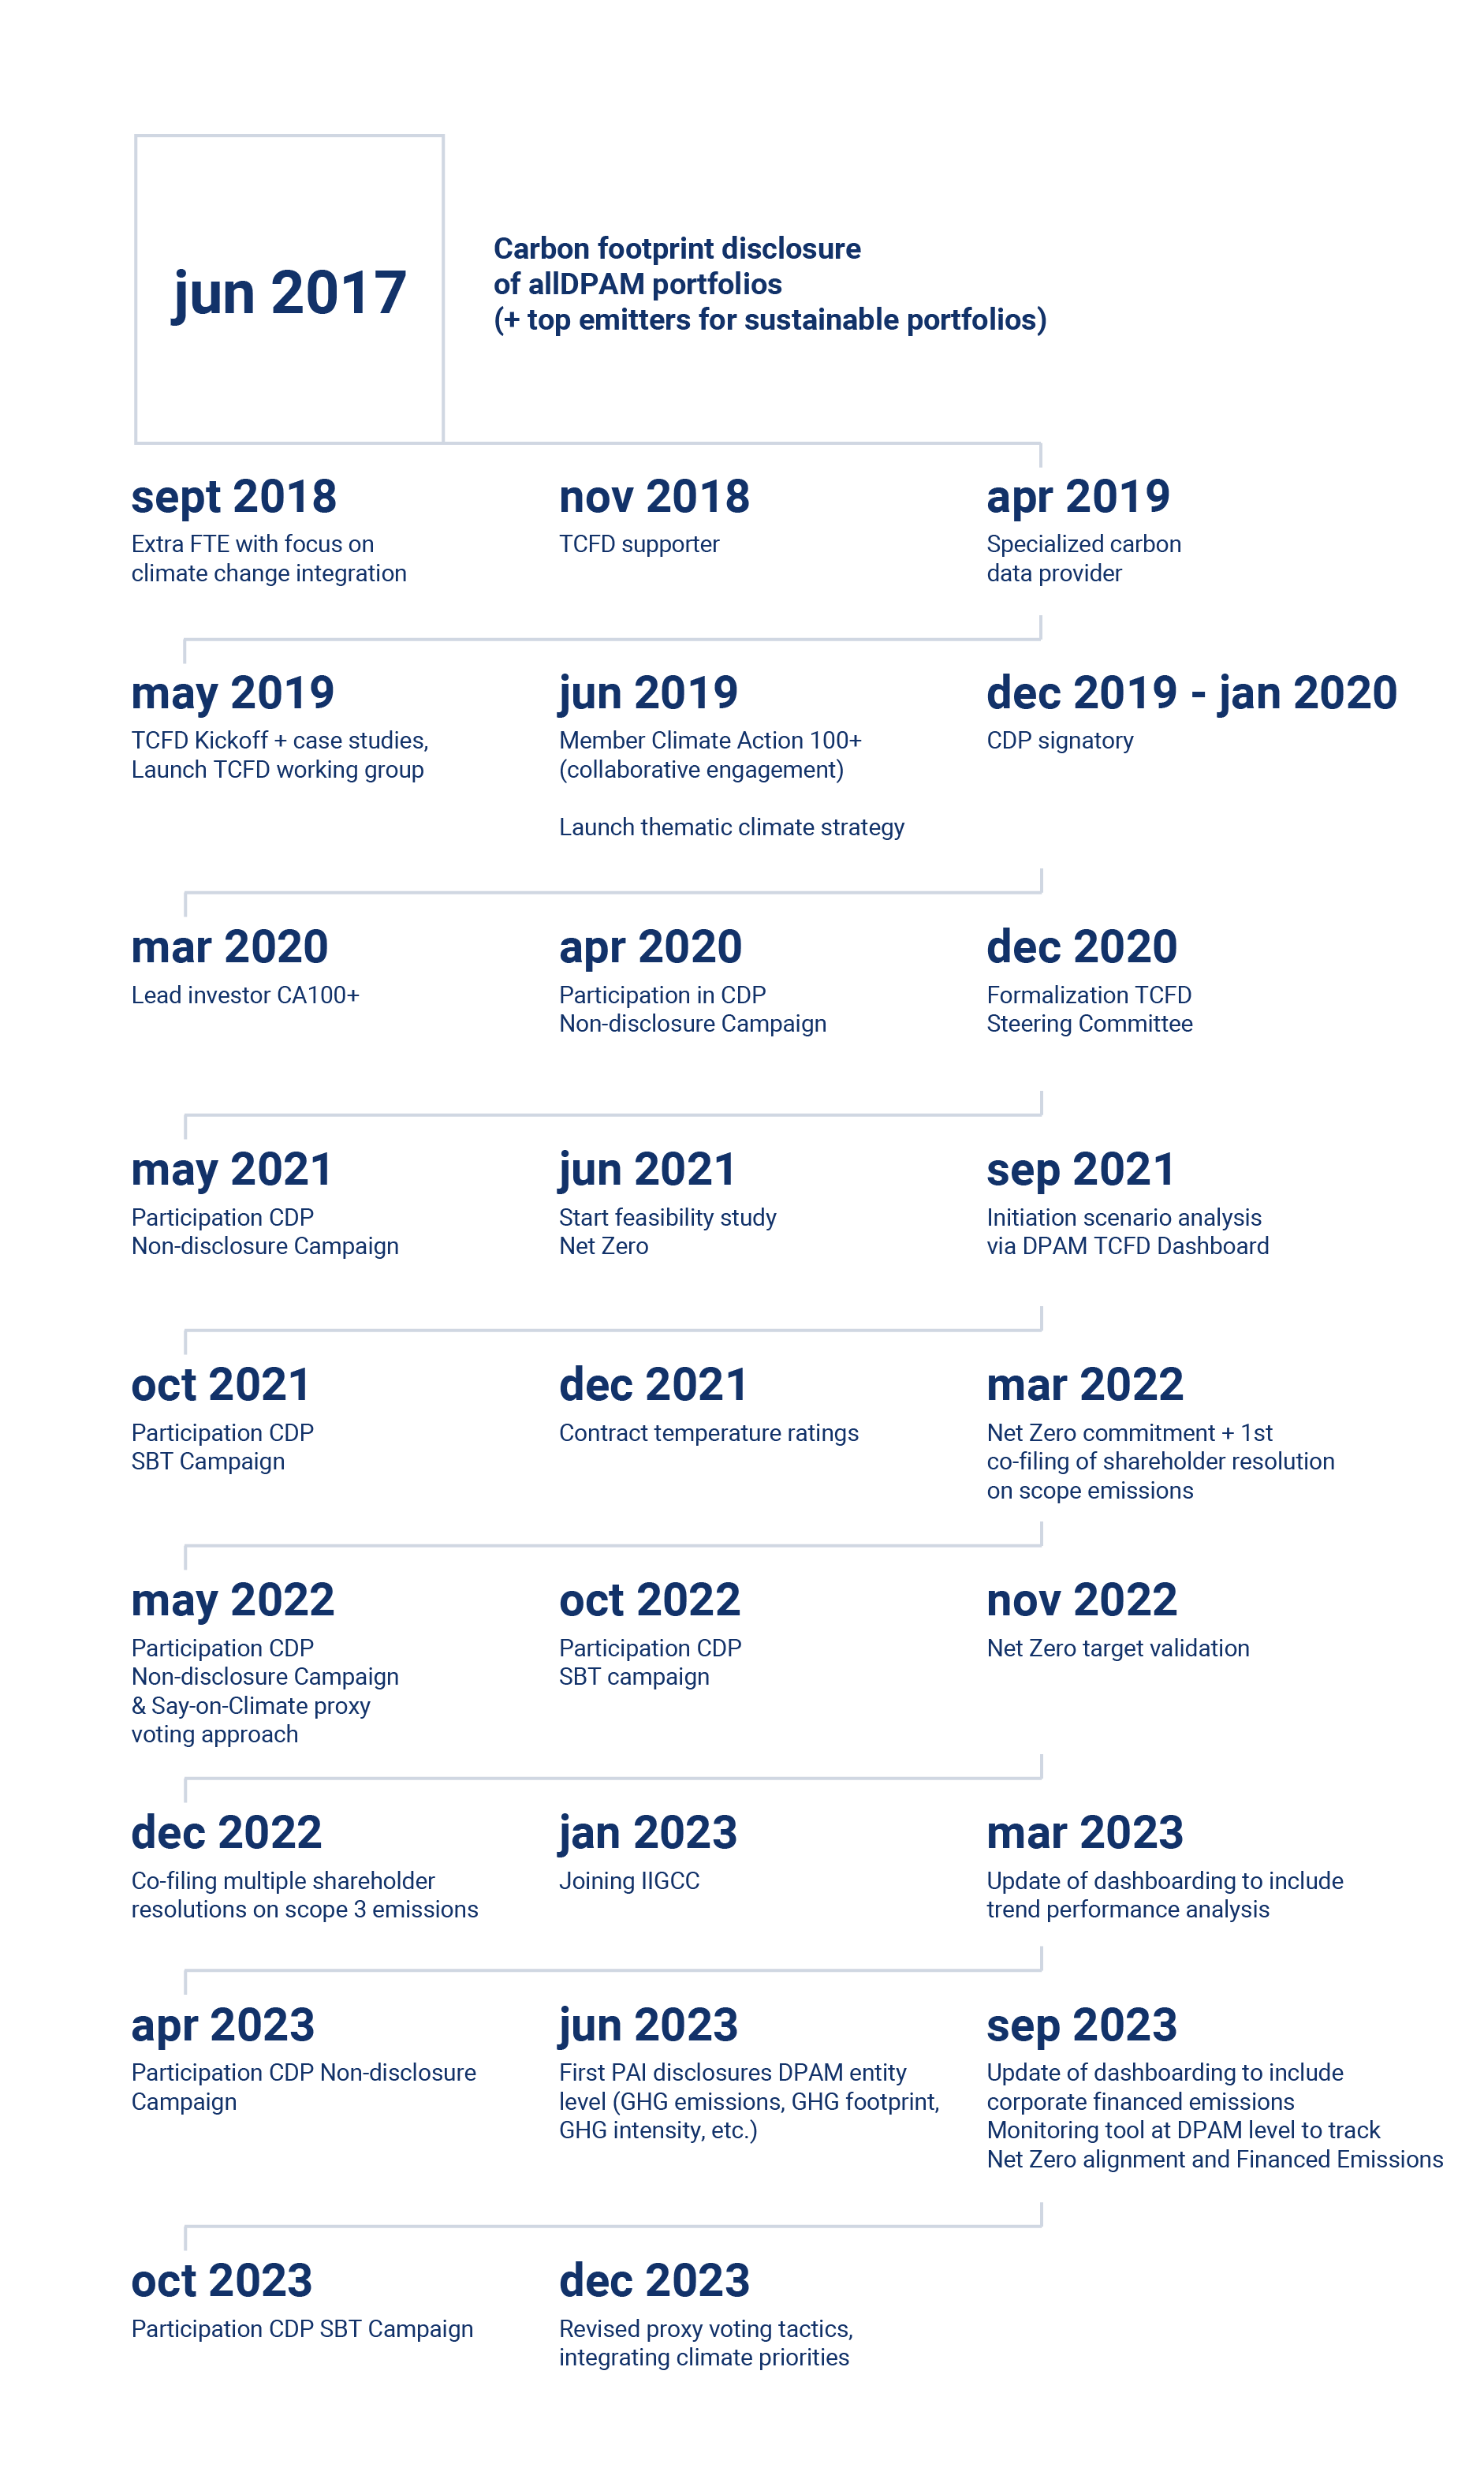 jun 2017
Carbon footprint disclosure
of allDPAM portfolios
(+ top emitters for sustainable portfolios)
sept 2018
Extra FTE with focus on
climate change integration
nov 2018
TCFD supporter
apr 2019
Specialized carbon
data provider
may 2019
TCFD Kickoff + case studies,
Launch TCFD working group
jun 2019
Member Climate Action 100+
(collaborative engagement)
Launch thematic climate strategy
dec 2019 - jan 2020
CDP signatory
mar 2020
Lead investor CA100+
apr 2020
Participation in CDP
Non-disclosure Campaign
dec 2020
Formalization TCFD
Steering Committee
may 2021
Participation CDP
Non-disclosure Campaign
jun 2021
Start feasibility study
Net Zero
sep 2021
Initiation scenario analysis
via DPAM TCFD Dashboard
oct 2021
Participation CDP
SBT Campaign
dec 2021
Contract temperature ratings
mar 2022
Net Zero commitment + 1st
co-filing of shareholder resolution
on scope emissions
may 2022
Participation CDP
Non-disclosure Campaign
& Say-on-Climate proxy
voting approach
oct 2022
Participation CDP
SBT campaign
nov 2022
Net Zero target validation
dec 2022
Co-filing multiple shareholder
resolutions on scope 3 emissions
jan 2023
Joining IIGCC
mar 2023
Update of dashboarding to include
trend performance analysis
apr 2023
Participation CDP Non-disclosure
Campaign
jun 2023
First PAI disclosures DPAM entity
level (GHG emissions, GHG footprint,
GHG intensity, etc.)
sep 2023
Update of dashboarding to include
corporate financed emissions
Monitoring tool at DPAM level to track
Net Zero alignment and Financed Emissions
oct 2023
Participation CDP SBT Campaign
dec 2023
Revised proxy voting tactics,
integrating climate priorities